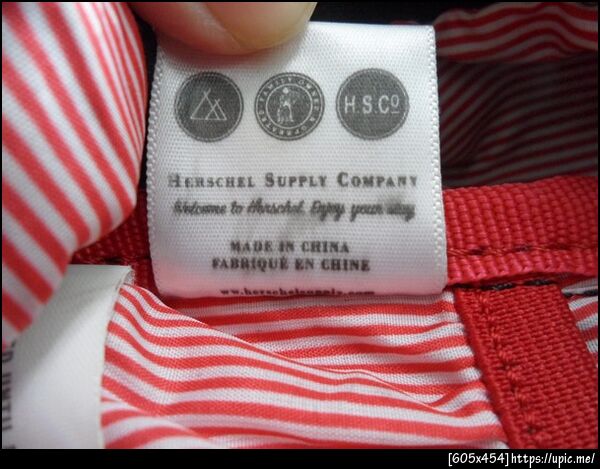 H.S.Co
HERSCHEL SUPPLY COMPANY
Welcome to Herschel. Enjoy your stay
MADE IN CHINA
FABRIQUÉ EN CHINE
www.herschelsupply.com
[605x454]https://upic.me/